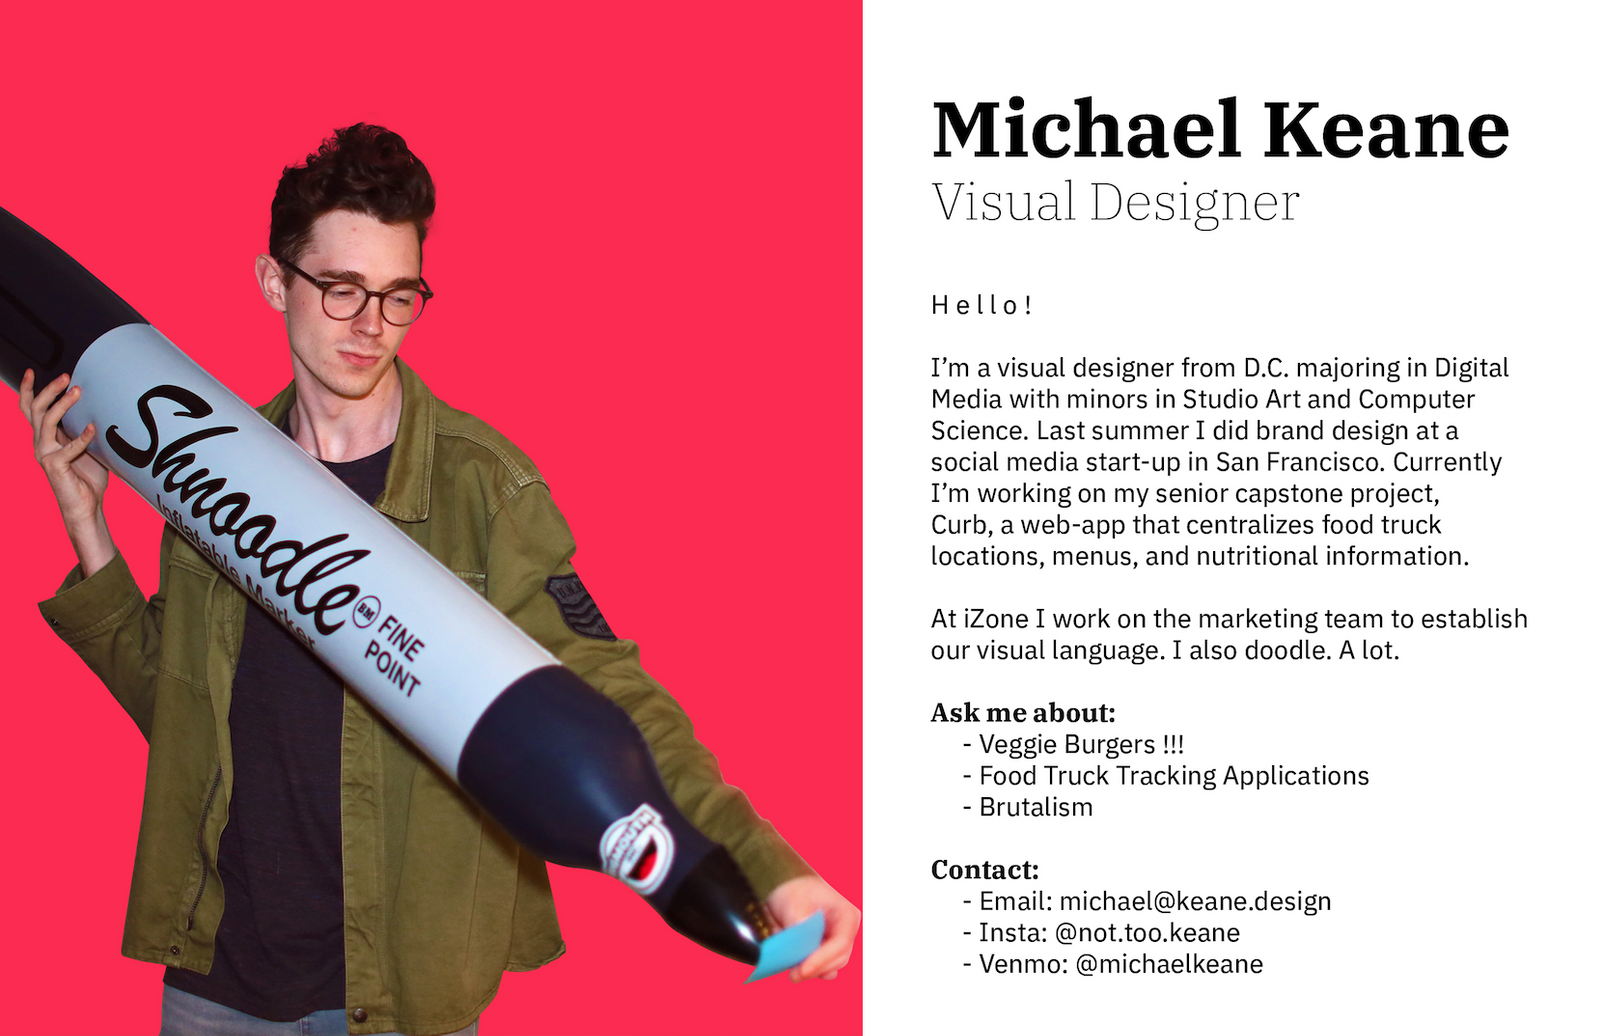 Michael Keane
Visual Designer
Hello!
I’m a visual designer from D.C. majoring in Digital
Media with minors in Studio Art and Computer
Science. Last summer I did brand design at a
social media start-up in San Francisco. Currently
I’m working on my senior capstone project,
Curb, a web-app that centralizes food truck
locations, menus, and nutritional information.
At iZone I work on the marketing team to establish
our visual language. I also doodle. A lot.
Ask me about:
- Veggie Burgers !!!
- Food Truck Tracking Applications
- Brutalism
Contact:
- Email: michael@keane.design
- Insta: @not.too.keane
- Venmo: @michaelkeane
Shnoodle
Inflatable Marker
BM
FINE
POINT